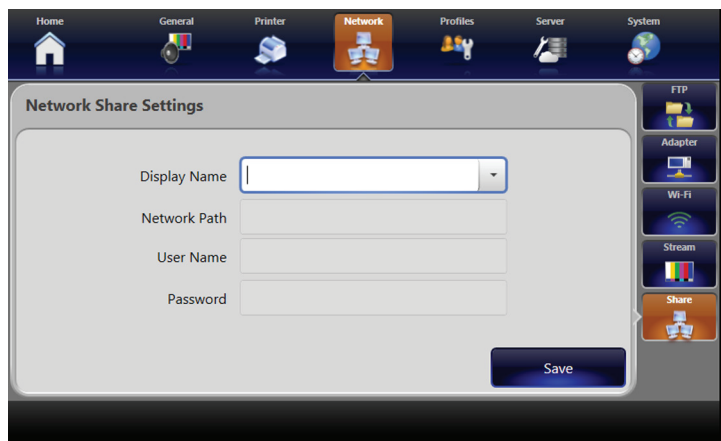 Home General Printer Network Profiles Server System
Network Share Settings
Display Name
Network Path
User Name
Password
Save
FTP
Adapter
Wi-Fi
Stream
Share